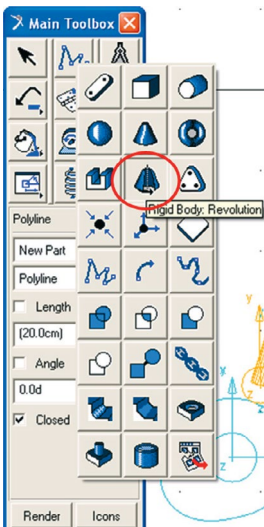 Main Toolbox
Rigid Body: Revolution
Polyline
New Part
Polyline
Length
(20.0cm)
Angle
0.0d
Closed
Render
Icons
y
y
z
z